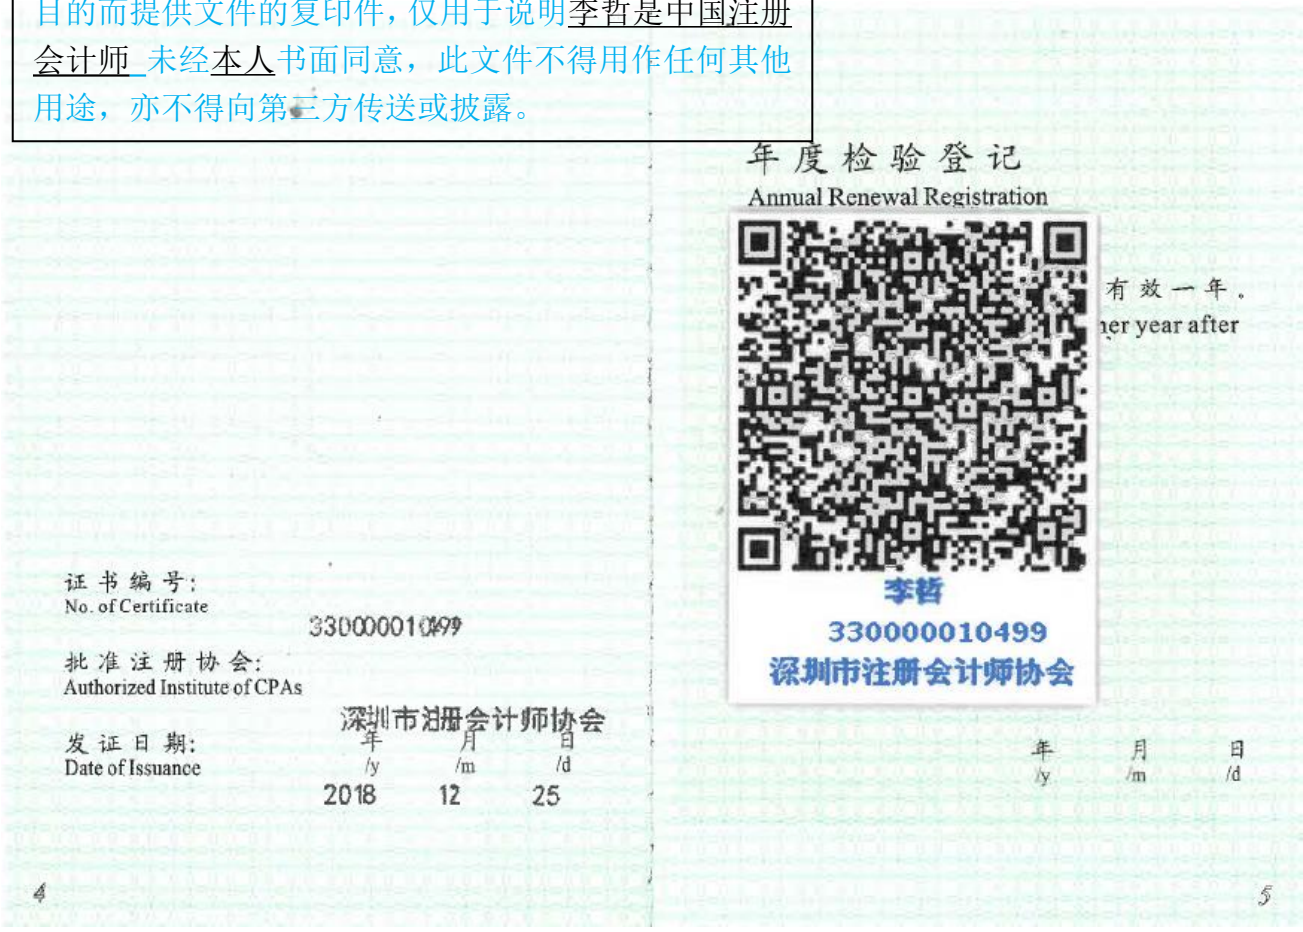 目的而提供文件的复印件，仅用于说明李哲是中国注册
会计师 未经本人书面同意，此文件不得用作任何其他
用途，亦不得向第三方传送或披露。
证书编号：
No. of Certificate
330000010499
批准注册协会：
Authorized Institute of CPAs
深圳市注册会计师协会
发证日期：
Date of Issuance
年 月 日
/y /m /d
2018 12 25
4
年度检验登记
Annual Renewal Registration
有效一年。
her year after
李哲
330000010499
深圳市注册会计师协会
年 月 日
/y /m /d
5